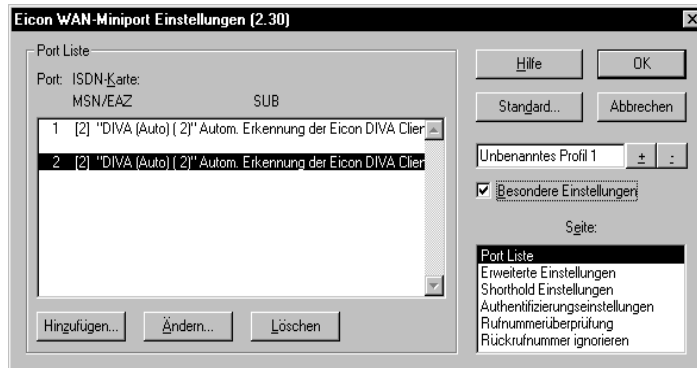 Eicon WAN-Miniport Einstellungen (2.30)
Port Liste
Port: ISDN-Karte:
MSN/EAZ SUB
1 [2] "DIVA (Auto) ( 2)" Autom. Erkennung der Eicon DIVA Clien
2 [2] "DIVA (Auto) ( 2)" Autom. Erkennung der Eicon DIVA Clien
Hinzufügen... Ändern... Löschen
Hilfe OK
Standard... Abbrechen
Unbenanntes Profil 1 + -
Besondere Einstellungen
Seite:
Port Liste
Erweiterte Einstellungen
Shorthold Einstellungen
Authentifizierungseinstellungen
Rufnummerüberprüfung
Rückrufnummer ignorieren